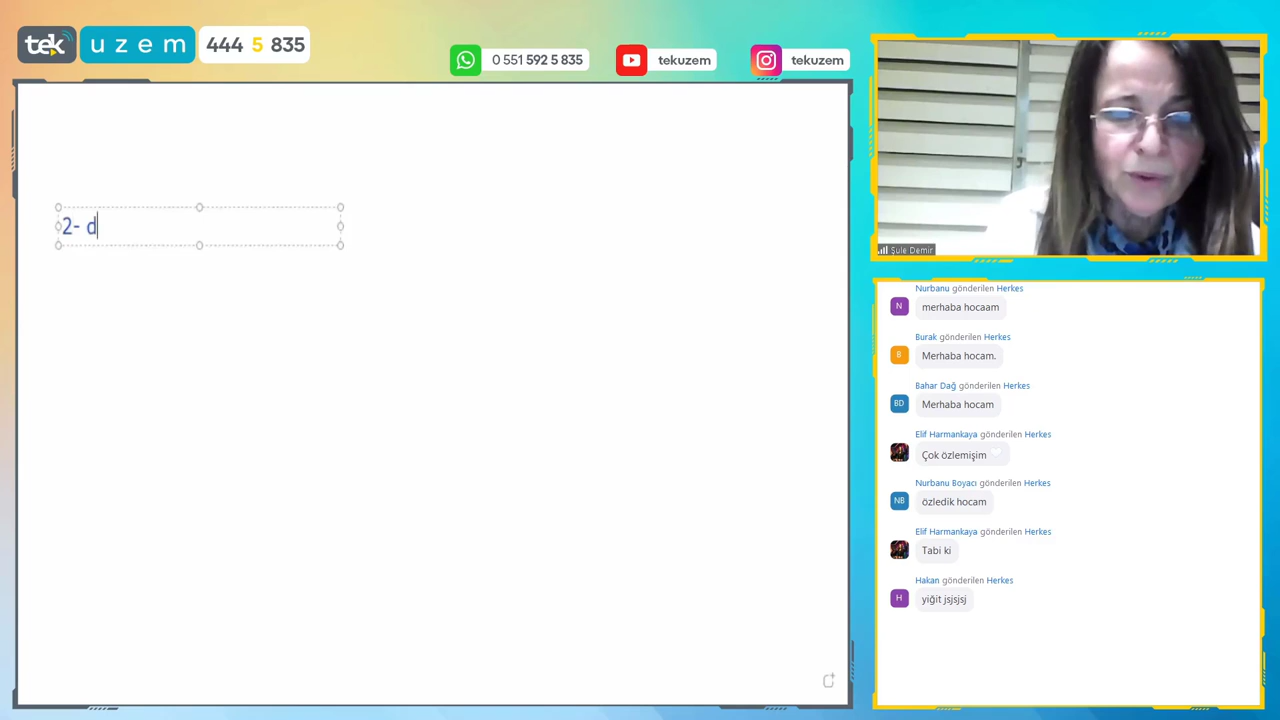 tek
uzem
444 5 835
0 551 592 5 835
tekuzem
tekuzem
2- d
Şule Demir
Nurbanu gönderilen Herkes
N
merhaba hocaam
Burak gönderilen Herkes
B
Merhaba hocam.
Bahar Dağ gönderilen Herkes
BD
Merhaba hocam
Elif Harmankaya gönderilen Herkes
Çok özlemişim
Nurbanu Boyacı gönderilen Herkes
NB
özledik hocam
Elif Harmankaya gönderilen Herkes
Tabi ki
Hakan gönderilen Herkes
H
yiğit jsjsjsj